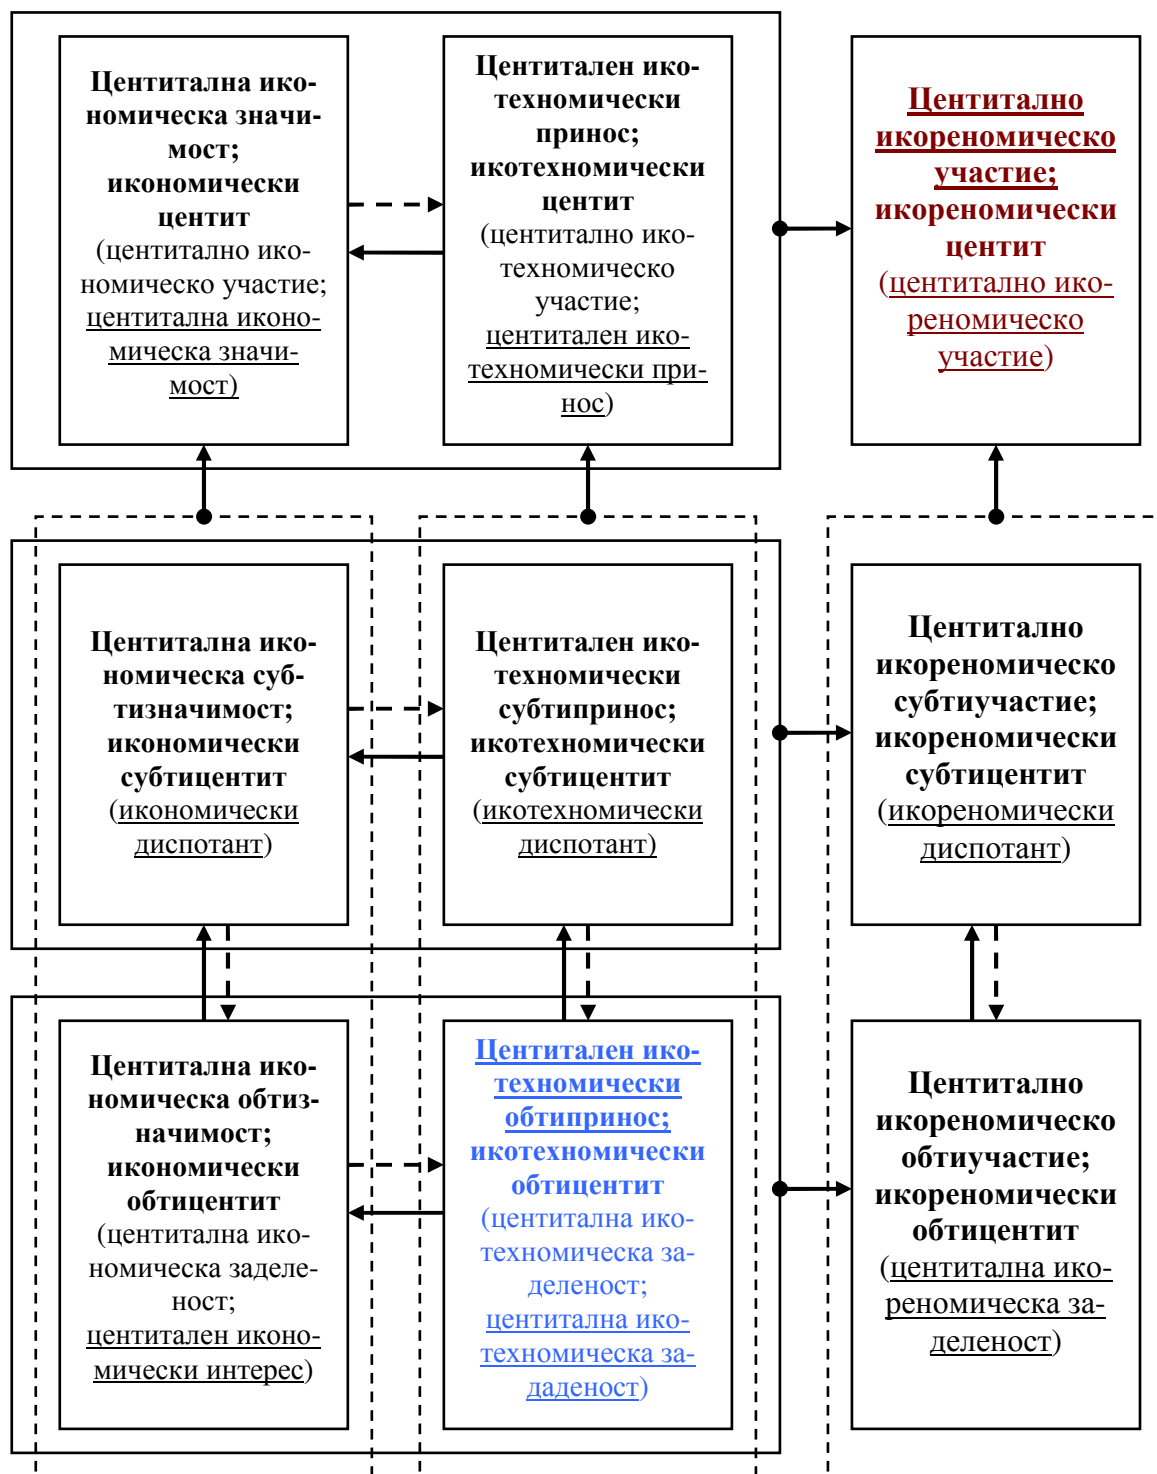 Центитална ико-
номическа значи-
мост;
икономически
центит
(центитално ико-
номическо участие;
центитална иконо-
мическа значи-
мост)
Центитален ико-
техномически
принос;
икотехномически
центит
(центитално ико-
техномическо
участие;
центитален ико-
техномически при-
нос)
Центитално
икореномическо
участие;
икореномически
центит
(центитално ико-
реномическо
участие)
Центитална ико-
номическа суб-
тизначимост;
икономически
субтицентит
(икономически
диспотант)
Центитален ико-
техномически
субтипринос;
икотехномически
субтицентит
(икотехномически
диспотант)
Центитално
икореномическо
субтиучастие;
икореномически
субтицентит
(икореномически
диспотант)
Центитална ико-
номическа обтиз-
начимост;
икономически
обтицентит
(центитална ико-
номическа заделе-
ност;
центитален иконо-
мически интерес)
Центитален ико-
техномически
обтипринос;
икотехномически
обтицентит
(центитална ико-
техномическа за-
деленост;
центитална ико-
техномическа за-
даденост)
Центитално
икореномическо
обтиучастие;
икореномически
обтицентит
(центитална ико-
реномическа за-
деленост)